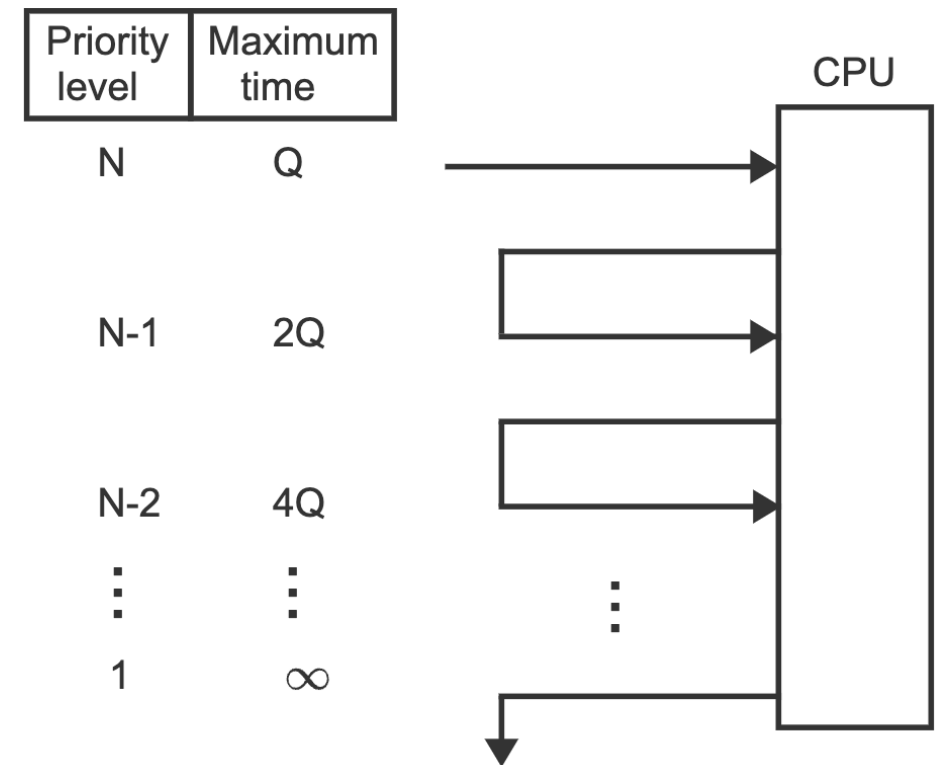 Priority level
Maximum time
CPU
N Q
N-1 2Q
N-2 4Q
⋮ ⋮ ⋮
1 ∞